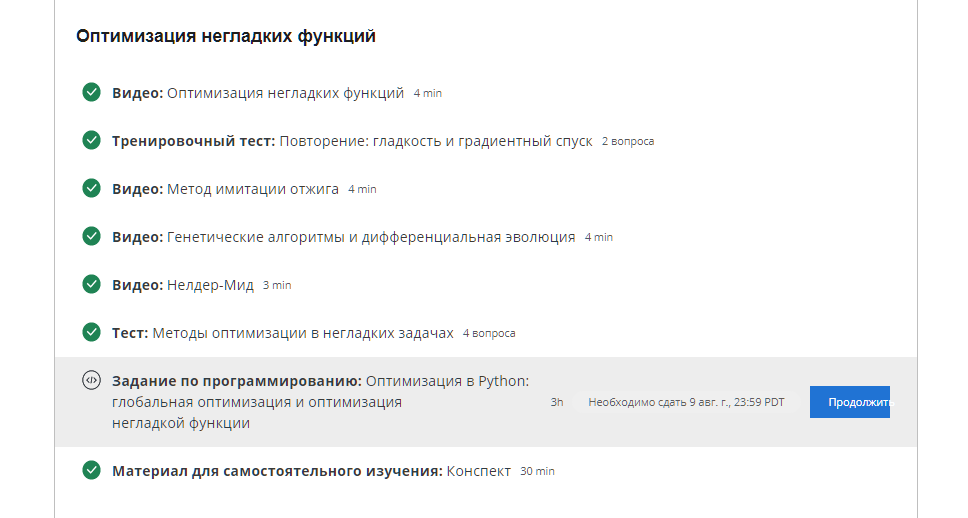 Оптимизация негладких функций
Видео: Оптимизация негладких функций 4 min
Тренировочный тест: Повторение: гладкость и градиентный спуск 2 вопроса
Видео: Метод имитации отжига 4 min
Видео: Генетические алгоритмы и дифференциальная эволюция 4 min
Видео: Нелдер-Мид 3 min
Тест: Методы оптимизации в негладких задачах 4 вопроса
Задание по программированию: Оптимизация в Python:
глобальная оптимизация и оптимизация
негладкой функции
3h Необходимо сдать 9 авг. г., 23:59 PDT Продолжить
Материал для самостоятельного изучения: Конспект 30 min